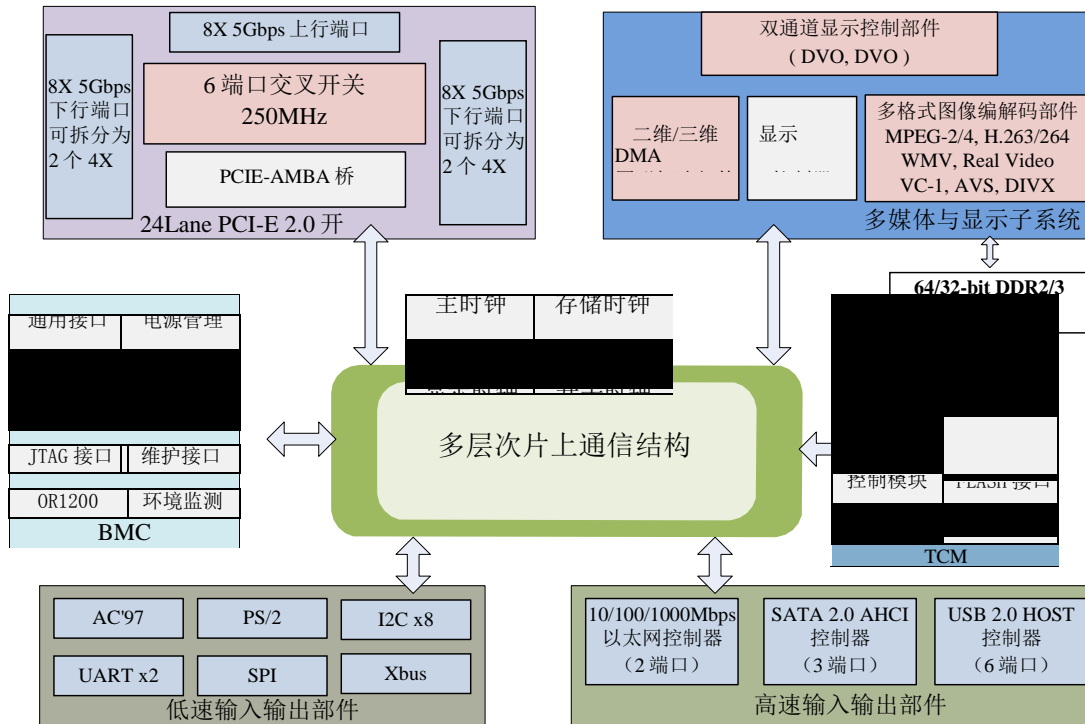 8X 5Gbps 上行端口
8X 5Gbps
下行端口
可拆分为
2 个 4X
6 端口交叉开关
250MHz
PCIE-AMBA 桥
8X 5Gbps
下行端口
可拆分为
2 个 4X
24Lane PCI-E 2.0 开
双通道显示控制部件
( DVO, DVO )
二维/三维
DMA
显示
多格式图像编解码部件
MPEG-2/4, H.263/264
WMV, Real Video
VC-1, AVS, DIVX
多媒体与显示子系统
64/32-bit DDR2/3
通用接口
电源管理
JTAG 接口
维护接口
OR1200
环境监测
BMC
主时钟
存储时钟
多层次片上通信结构
控制模块
FLASH 接口
TCM
AC'97
PS/2
I2C x8
UART x2
SPI
Xbus
低速输入输出部件
10/100/1000Mbps
以太网控制器
（2 端口）
SATA 2.0 AHCI
控制器
（3 端口）
USB 2.0 HOST
控制器
（6 端口）
高速输入输出部件